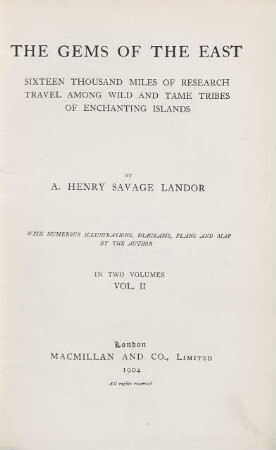 THE GEMS OF THE EAST
SIXTEEN THOUSAND MILES OF RESEARCH
TRAVEL AMONG WILD AND TAME TRIBES
OF ENCHANTING ISLANDS
BY
A. HENRY SAVAGE LANDOR
WITH NUMEROUS ILLUSTRATIONS, DIAGRAMS, PLANS AND MAP
BY THE AUTHOR
IN TWO VOLUMES
VOL. II
London
MACMILLAN AND CO., LIMITED
1904
All rights reserved